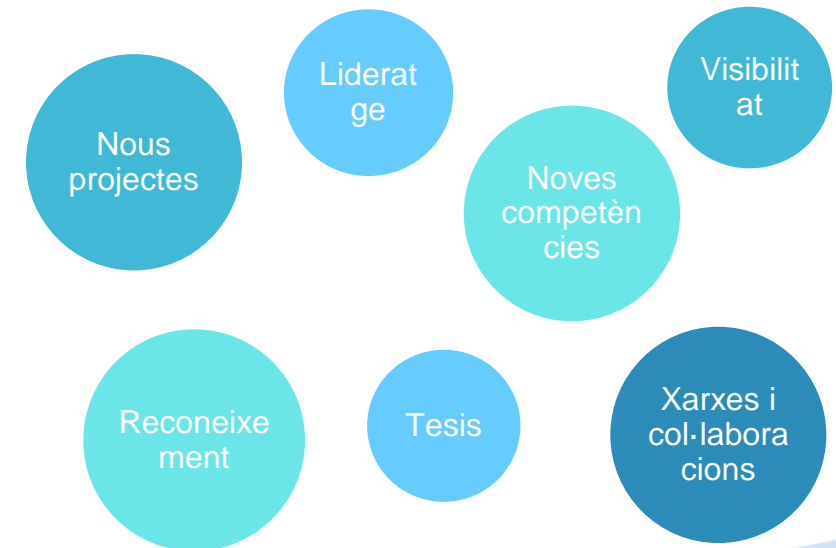 Nous
projectes
Liderat
ge
Noves
competèn
cies
Visibilit
at
Reconeixe
ment
Tesis
Xarxes i
col·labora
cions